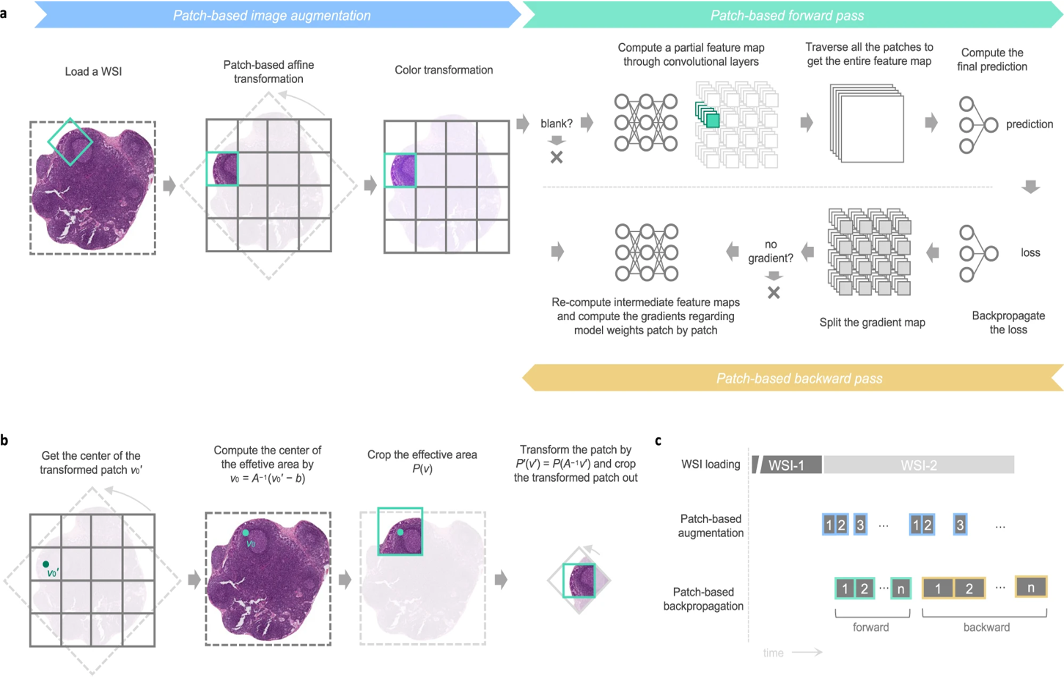 a
Patch-based image augmentation
Patch-based forward pass
Load a WSI
Patch-based affine
transformation
Color transformation
Compute a partial feature map
through convolutional layers
Traverse all the patches to
get the entire feature map
Compute the
final prediction
blank?
prediction
no
gradient?
loss
Re-compute intermediate feature maps
and compute the gradients regarding
model weights patch by patch
Split the gradient map
Backpropagate
the loss
Patch-based backward pass
b
Get the center of the
transformed patch v₀'
Compute the center of
the effetive area by
v₀ = A⁻¹(v₀' − b)
Crop the effective area
P(v)
Transform the patch by
P'(v') = P(A⁻¹v') and crop
the transformed patch out
v₀'
v₀
c
WSI loading
WSI-1
WSI-2
Patch-based
augmentation
1 2 3 ... 1 2 3 ...
Patch-based
backpropagation
1 2 ... n 1 2 ... n
forward
backward
time